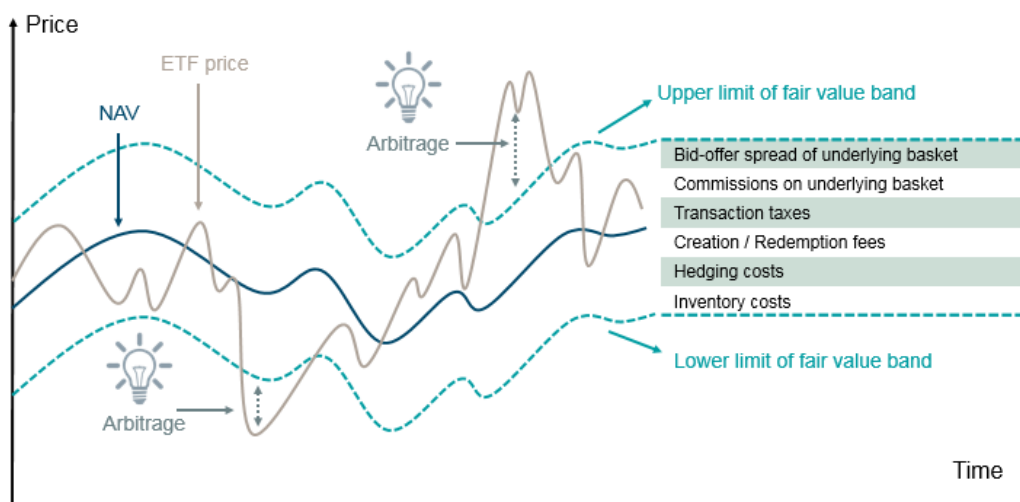 Price
ETF price
NAV
Arbitrage
Upper limit of fair value band
Bid-offer spread of underlying basket
Commissions on underlying basket
Transaction taxes
Creation / Redemption fees
Hedging costs
Inventory costs
Lower limit of fair value band
Arbitrage
Time